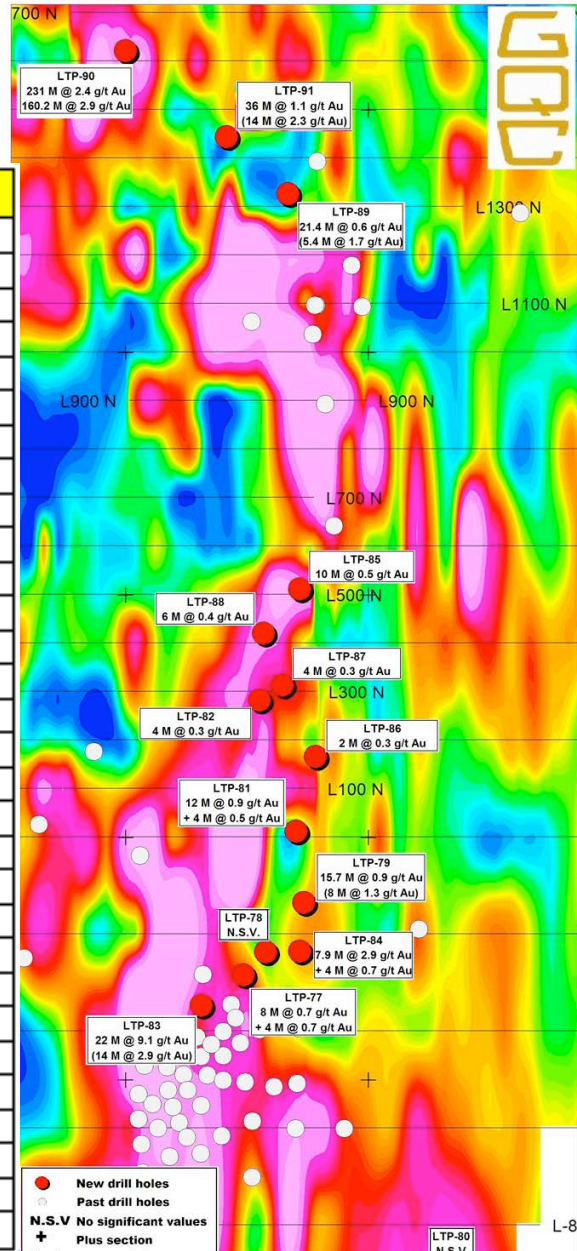 700 N
GQC
LTP-90
231 M @ 2.4 g/t Au
160.2 M @ 2.9 g/t Au
LTP-91
36 M @ 1.1 g/t Au
(14 M @ 2.3 g/t Au)
L1300 N
LTP-89
21.4 M @ 0.6 g/t Au
(5.4 M @ 1.7 g/t Au)
L1100 N
L900 N
L900 N
L700 N
LTP-85
10 M @ 0.5 g/t Au
L500 N
LTP-88
6 M @ 0.4 g/t Au
LTP-87
4 M @ 0.3 g/t Au
L300 N
LTP-82
4 M @ 0.3 g/t Au
LTP-86
2 M @ 0.3 g/t Au
L100 N
LTP-81
12 M @ 0.9 g/t Au
+ 4 M @ 0.5 g/t Au
LTP-79
15.7 M @ 0.9 g/t Au
(8 M @ 1.3 g/t Au)
LTP-78
N.S.V.
LTP-84
7.9 M @ 2.9 g/t Au
+ 4 M @ 0.7 g/t Au
LTP-77
8 M @ 0.7 g/t Au
+ 4 M @ 0.7 g/t Au
LTP-83
22 M @ 9.1 g/t Au
(14 M @ 2.9 g/t Au)
New drill holes
Past drill holes
N.S.V No significant values
+ Plus section
L-8
LTP-80
N.S.V.